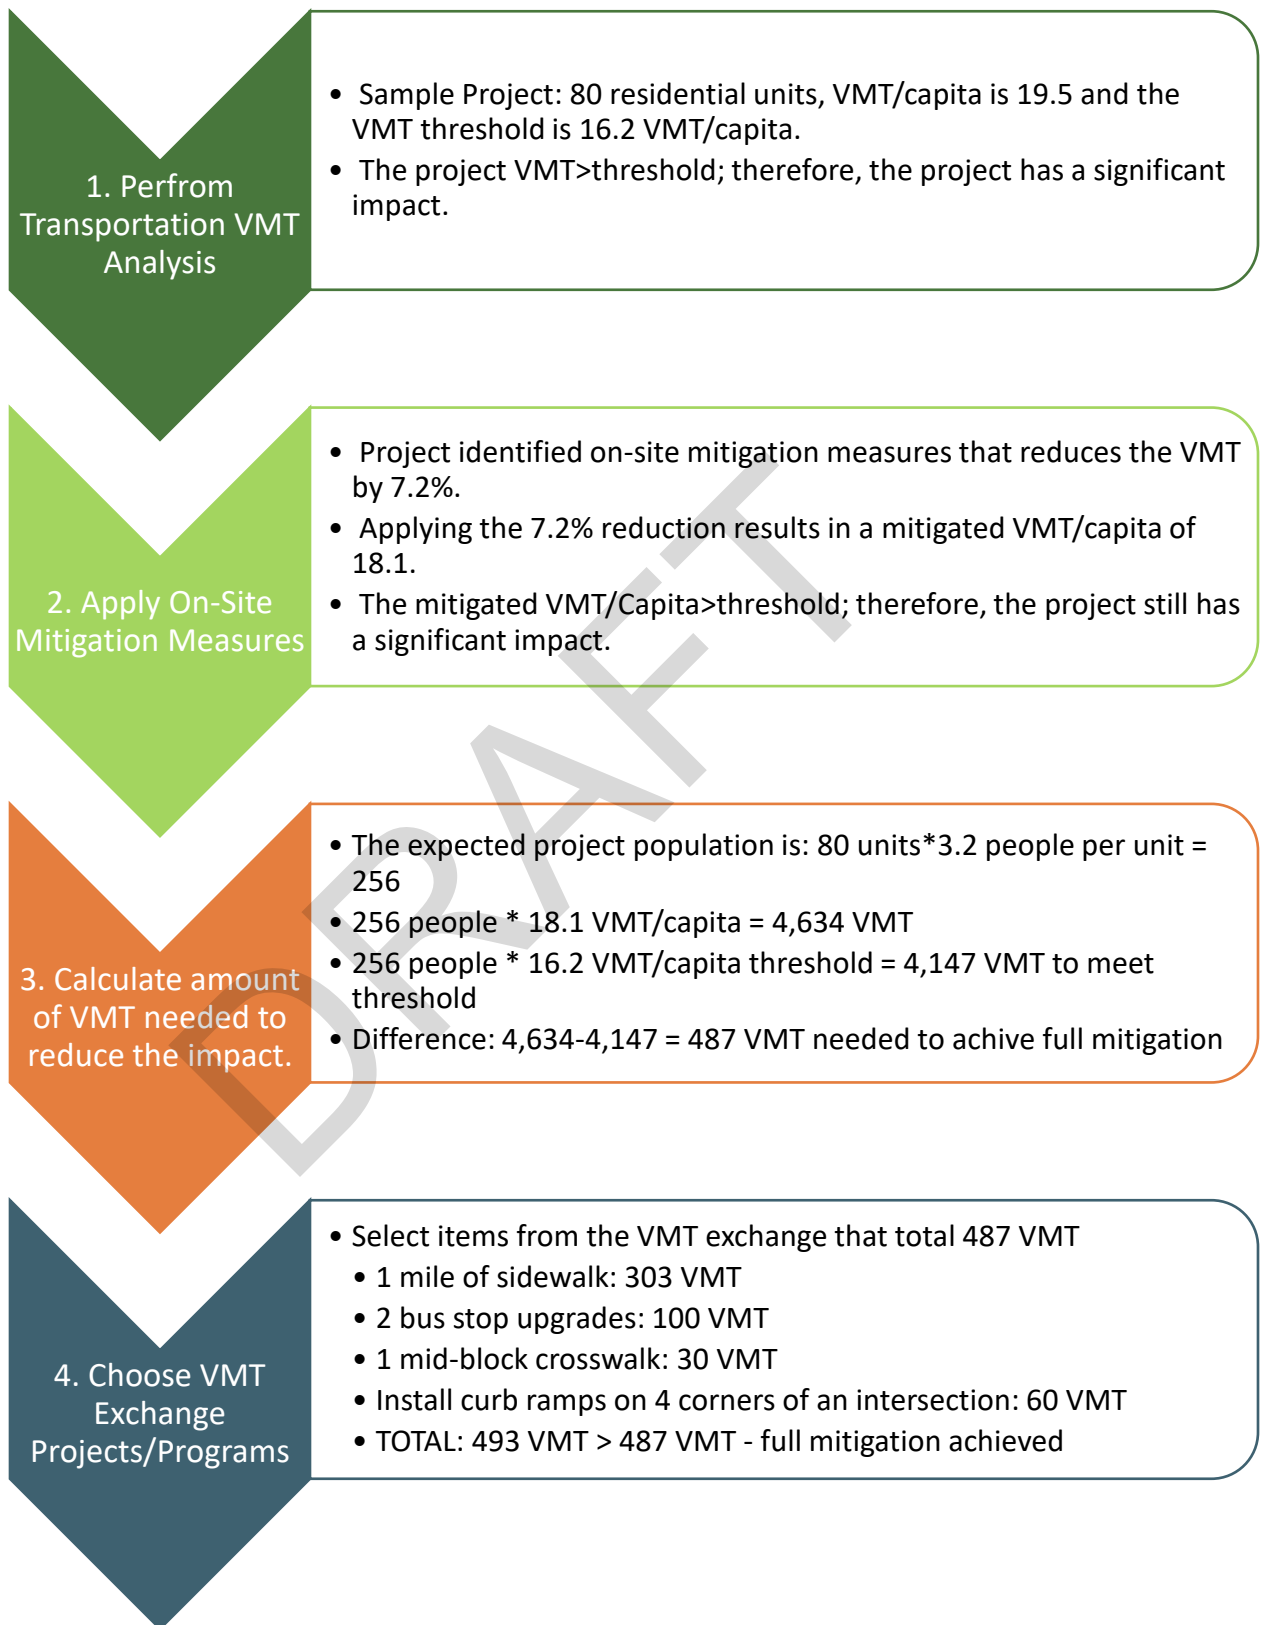 1. Perfrom
Transportation VMT
Analysis
• Sample Project: 80 residential units, VMT/capita is 19.5 and the
VMT threshold is 16.2 VMT/capita.
• The project VMT>threshold; therefore, the project has a significant
impact.
2. Apply On-Site
Mitigation Measures
• Project identified on-site mitigation measures that reduces the VMT
by 7.2%.
• Applying the 7.2% reduction results in a mitigated VMT/capita of
18.1.
• The mitigated VMT/Capita>threshold; therefore, the project still has
a significant impact.
3. Calculate amount
of VMT needed to
reduce the impact.
• The expected project population is: 80 units*3.2 people per unit =
256
• 256 people * 18.1 VMT/capita = 4,634 VMT
• 256 people * 16.2 VMT/capita threshold = 4,147 VMT to meet
threshold
• Difference: 4,634-4,147 = 487 VMT needed to achive full mitigation
4. Choose VMT
Exchange
Projects/Programs
• Select items from the VMT exchange that total 487 VMT
• 1 mile of sidewalk: 303 VMT
• 2 bus stop upgrades: 100 VMT
• 1 mid-block crosswalk: 30 VMT
• Install curb ramps on 4 corners of an intersection: 60 VMT
• TOTAL: 493 VMT > 487 VMT - full mitigation achieved
DRAFT